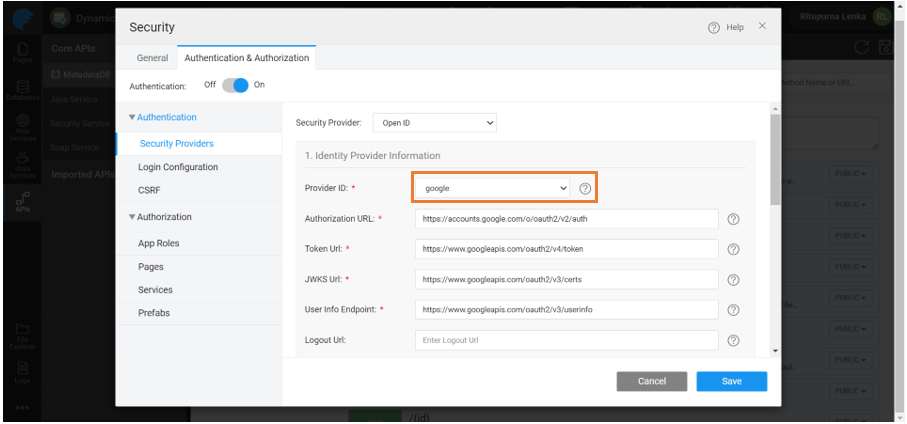 Dynamic
Ritupurna Lenka
RL
Security
Help
General
Authentication & Authorization
Authentication:
Off
On
Pages
Databases
Web Services
Java Services
APIs
File Explorer
Logs
Core APIs
MetadataDB
Java Service
Security Service
Soap Service
Imported APIs
Authentication
Security Providers
Login Configuration
CSRF
Authorization
App Roles
Pages
Services
Prefabs
Security Provider:
Open ID
1. Identity Provider Information
Provider ID: *
google
Authorization URL: *
https://accounts.google.com/o/oauth2/v2/auth
Token Url: *
https://www.googleapis.com/oauth2/v4/token
JWKS Url: *
https://www.googleapis.com/oauth2/v3/certs
User Info Endpoint: *
https://www.googleapis.com/oauth2/v3/userinfo
Logout Url:
Enter Logout Url
Cancel
Save
ethod Name or URL...
PUBLIC
PUBLIC
PUBLIC
PUBLIC
PUBLIC
PUBLIC
PUBLIC
PUBLIC
/{id}